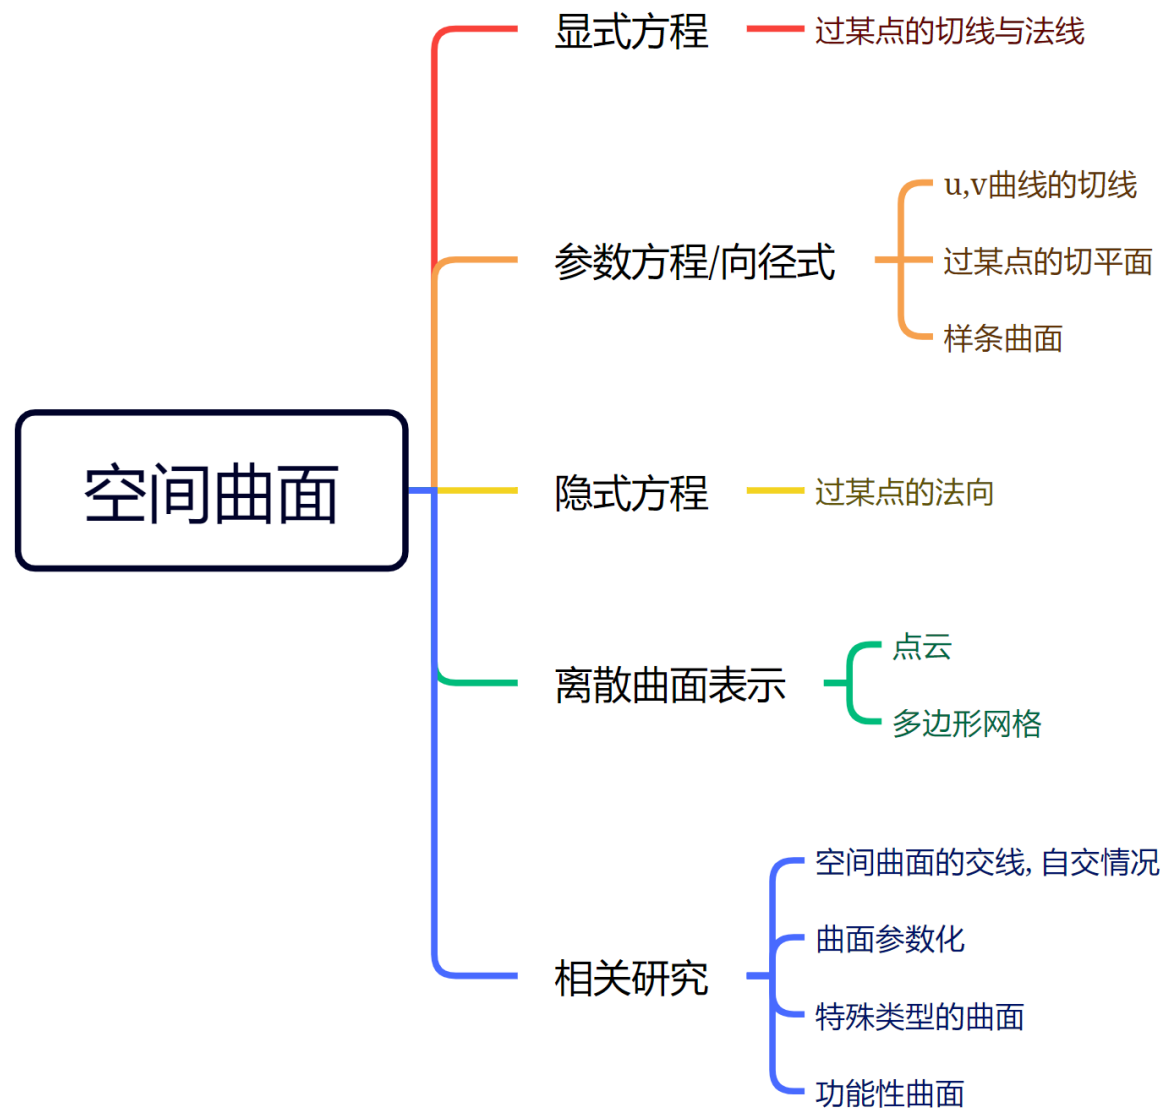 空间曲面
显式方程
过某点的切线与法线
参数方程/向径式
u,v曲线的切线
过某点的切平面
样条曲面
隐式方程
过某点的法向
离散曲面表示
点云
多边形网格
相关研究
空间曲面的交线, 自交情况
曲面参数化
特殊类型的曲面
功能性曲面